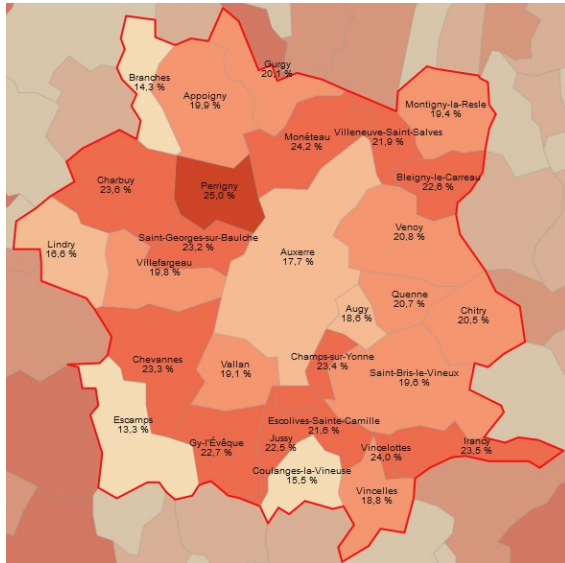 Gurgy
20,1 %
Branches
14,3 %
Appoigny
19,9 %
Montigny-la-Resle
19,4 %
Monéteau
24,2 %
Villeneuve-Saint-Salves
21,9 %
Charbuy
23,6 %
Perrigny
25,0 %
Bleigny-le-Carreau
22,6 %
Venoy
20,8 %
Saint-Georges-sur-Baulche
23,2 %
Lindry
16,6 %
Villefargeau
19,8 %
Auxerre
17,7 %
Quenne
20,7 %
Augy
18,6 %
Chitry
20,5 %
Chevannes
23,3 %
Vallan
19,1 %
Champs-sur-Yonne
23,4 %
Saint-Bris-le-Vineux
19,6 %
Escamps
13,3 %
Escolives-Sainte-Camille
21,6 %
Gy-l'Évêque
22,7 %
Jussy
22,5 %
Vincelottes
24,0 %
Irancy
23,5 %
Coulanges-la-Vineuse
15,5 %
Vincelles
18,8 %